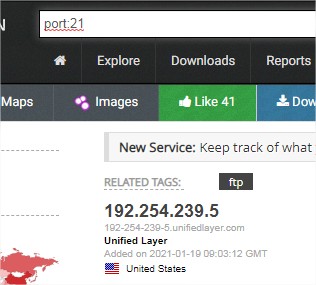 N
port:21
Explore
Downloads
Reports
Maps
Images
Like 41
Dow
New Service: Keep track of what
RELATED TAGS:
ftp
192.254.239.5
192-254-239-5.unifiedlayer.com
Unified Layer
Added on 2021-01-19 09:03:12 GMT
United States